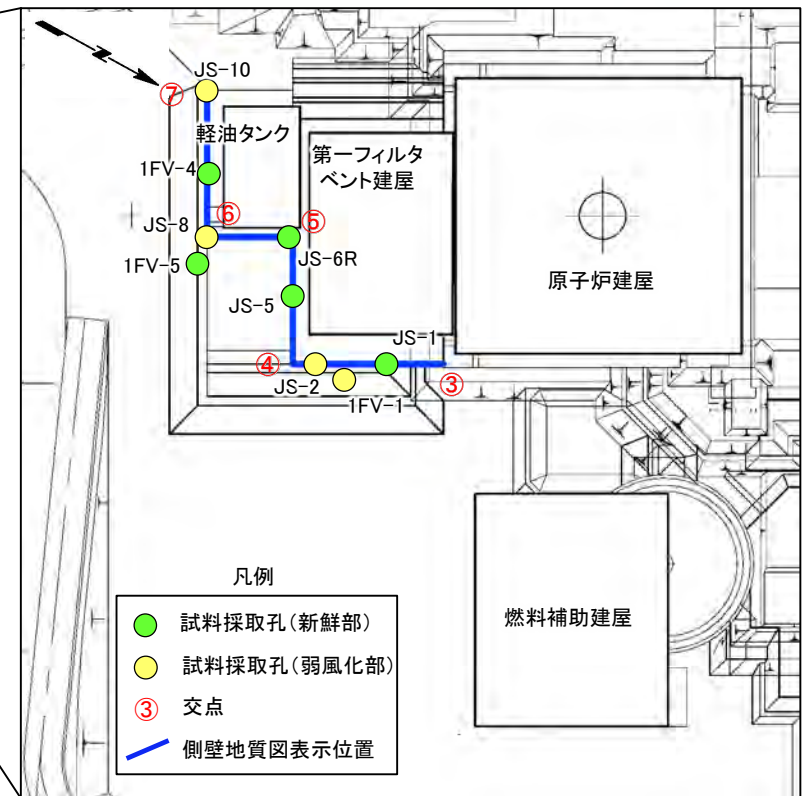 JS-10
⑦
軽油タンク
第一フィルタ
ベント建屋
1FV-4
⑥
⑤
JS-8
JS-6R
1FV-5
原子炉建屋
JS-5
JS-1
④
JS-2
③
1FV-1
凡例
試料採取孔(新鮮部)
試料採取孔(弱風化部)
③ 交点
側壁地質図表示位置
燃料補助建屋